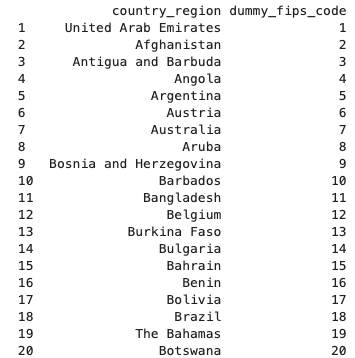 country_region dummy_fips_code
1 United Arab Emirates 1
2 Afghanistan 2
3 Antigua and Barbuda 3
4 Angola 4
5 Argentina 5
6 Austria 6
7 Australia 7
8 Aruba 8
9 Bosnia and Herzegovina 9
10 Barbados 10
11 Bangladesh 11
12 Belgium 12
13 Burkina Faso 13
14 Bulgaria 14
15 Bahrain 15
16 Benin 16
17 Bolivia 17
18 Brazil 18
19 The Bahamas 19
20 Botswana 20